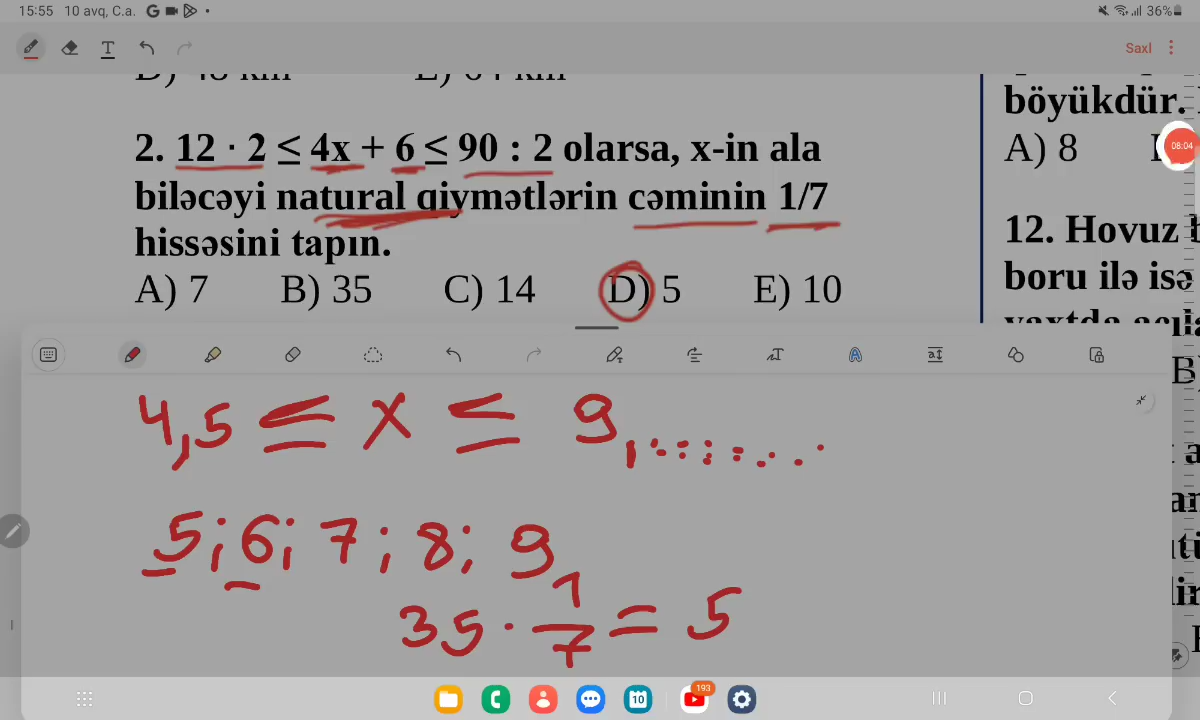 15:55 10 avq, C.a. 36%
T Saxl
2. 12 · 2 ≤ 4x + 6 ≤ 90 : 2 olarsa, x-in ala
biləcəyi natural qiymətlərin cəminin 1/7
hissəsini tapın.
A) 7 B) 35 C) 14 D) 5 E) 10
böyükdür.
A) 8
08:04
12. Hovuz
boru ilə isə
4,5 ≤ x ≤ 9,........
5; 6; 7; 8; 9
35 · 1/7 = 5
10 193